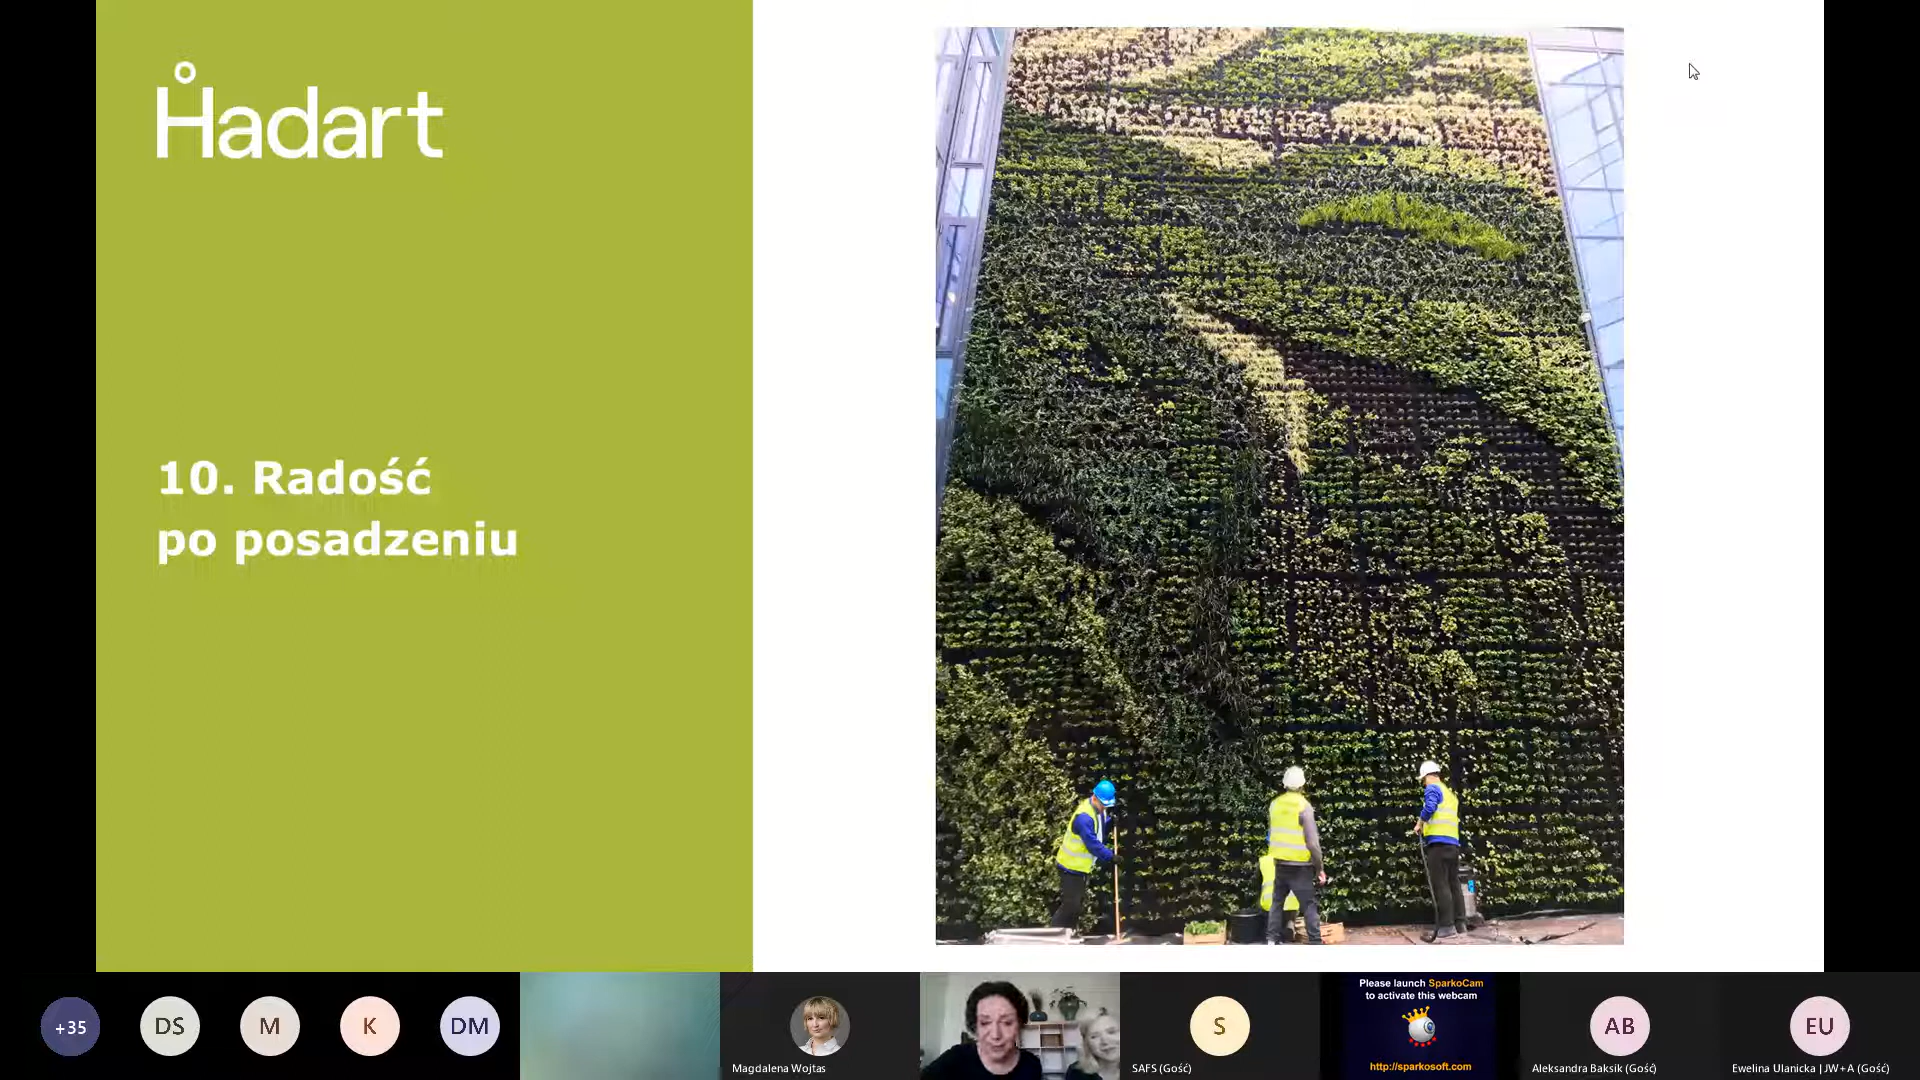 Hadart
10. Radość
po posadzeniu
+35
DS
M
K
DM
Magdalena Wojtas
S
SAFS (Gość)
Please launch SparkoCam
to activate this webcam
http://sparkosoft.com
AB
Aleksandra Baksik (Gość)
EU
Ewelina Ulanicka | JW+A (Gość)